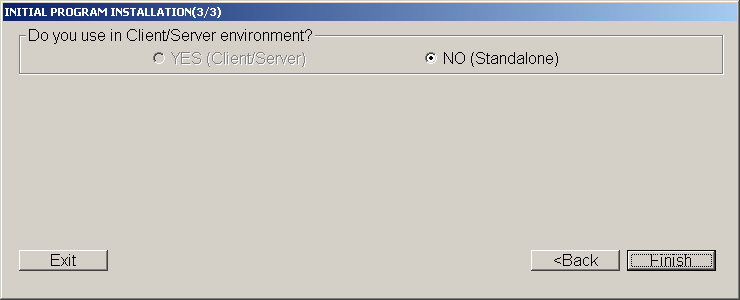 INITIAL PROGRAM INSTALLATION(3/3)
Do you use in Client/Server environment?
YES (Client/Server) NO (Standalone)
Exit <Back Finish